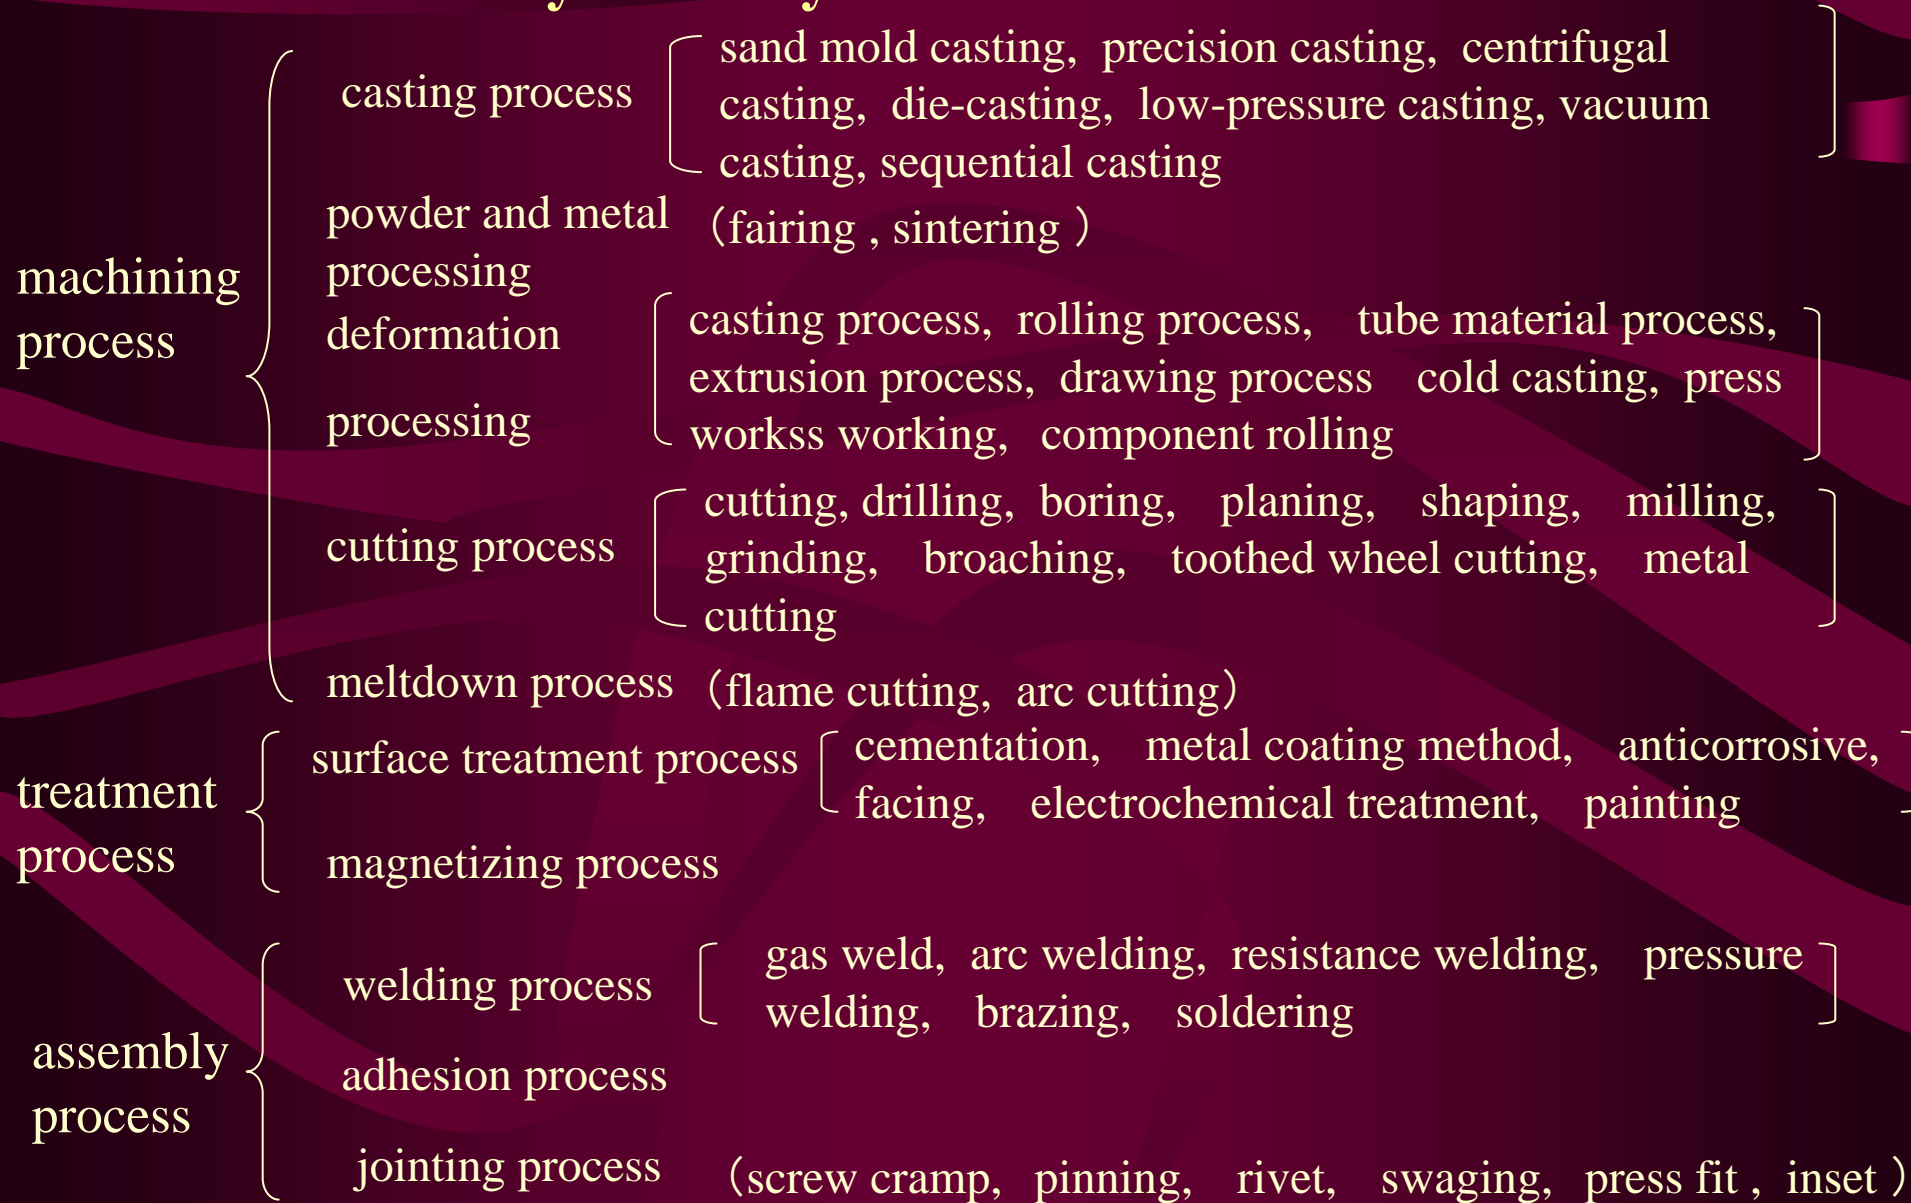 casting process
sand mold casting, precision casting, centrifugal
casting, die-casting, low-pressure casting, vacuum
casting, sequential casting
powder and metal
processing
(fairing , sintering )
machining
process
deformation
processing
casting process, rolling process, tube material process,
extrusion process, drawing process cold casting, press
workss working, component rolling
cutting process
cutting, drilling, boring, planing, shaping, milling,
grinding, broaching, toothed wheel cutting, metal
cutting
meltdown process
(flame cutting, arc cutting)
treatment
process
surface treatment process
cementation, metal coating method, anticorrosive,
facing, electrochemical treatment, painting
magnetizing process
assembly
process
welding process
gas weld, arc welding, resistance welding, pressure
welding, brazing, soldering
adhesion process
jointing process
(screw cramp, pinning, rivet, swaging, press fit , inset )